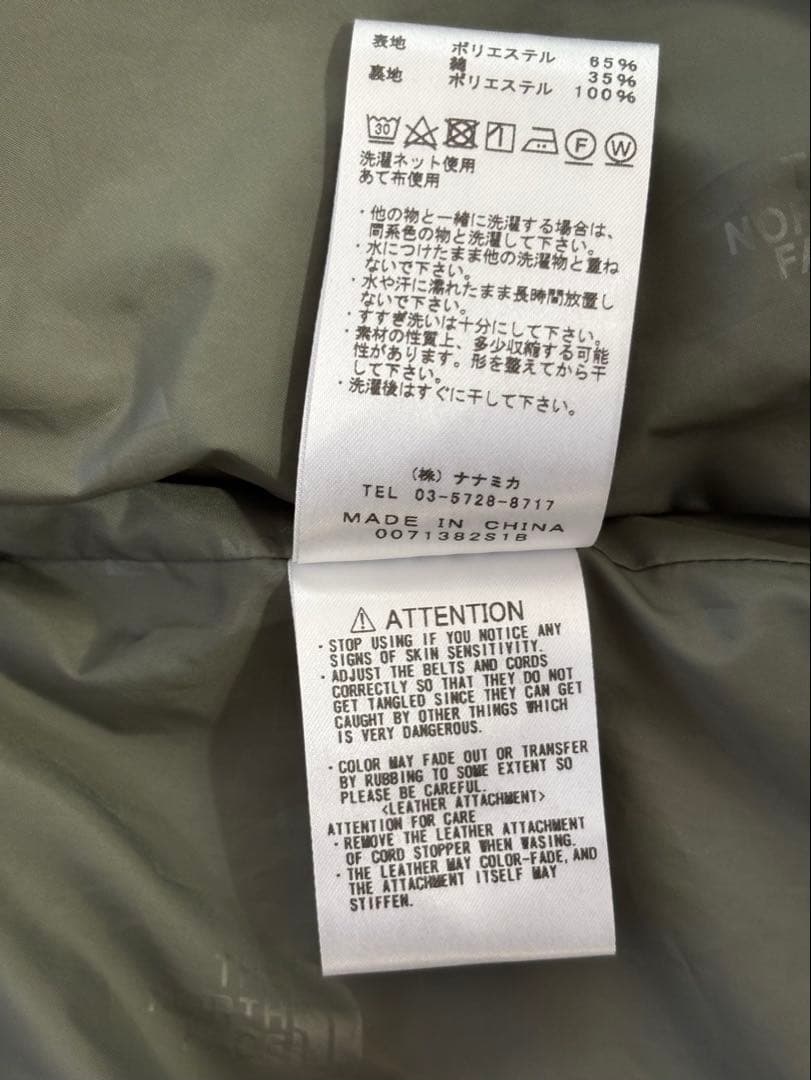 表地 ポリエステル 65%
綿 35%
裏地 ポリエステル 100%
30 F W
洗濯ネット使用
あて布使用
・他の物と一緒に洗濯する場合は、
同系色の物と洗濯して下さい。
・水につけたまま他の洗濯物と重ね
ないで下さい。
・水や汗に濡れたまま長時間放置し
ないで下さい。
・すすぎ洗いは十分にして下さい。
・素材の性質上、多少収縮する可能
性があります。形を整えてから干
して下さい。
・洗濯後はすぐに干して下さい。
(株) ナナミカ
TEL 03-5728-8717
MADE IN CHINA
0071382S1B
⚠ ATTENTION
・STOP USING IF YOU NOTICE ANY
SIGNS OF SKIN SENSITIVITY.
・ADJUST THE BELTS AND CORDS
CORRECTLY SO THAT THEY DO NOT
GET TANGLED SINCE THEY CAN GET
CAUGHT BY OTHER THINGS WHICH
IS VERY DANGEROUS.
・COLOR MAY FADE OUT OR TRANSFER
BY RUBBING TO SOME EXTENT SO
PLEASE BE CAREFUL.
<LEATHER ATTACHMENT>
ATTENTION FOR CARE
・REMOVE THE LEATHER ATTACHMENT
OF CORD STOPPER WHEN WASING.
・THE LEATHER MAY COLOR-FADE, AND
THE ATTACHMENT ITSELF MAY
STIFFEN.